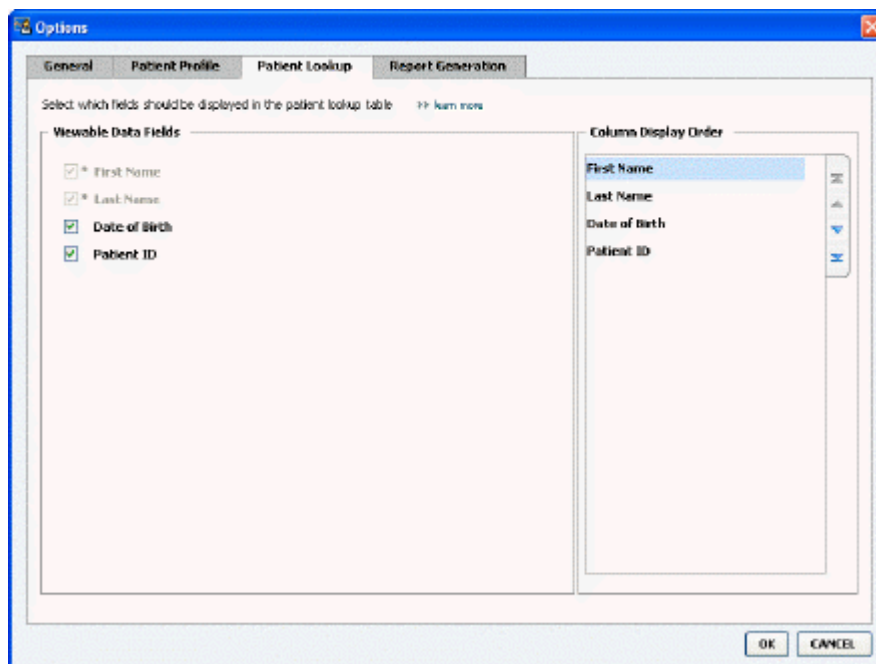 Options
General Patient Profile Patient Lookup Report Generation
Select which fields should be displayed in the patient lookup table >> learn more
Viewable Data Fields
* First Name
* Last Name
Date of Birth
Patient ID
Column Display Order
First Name
Last Name
Date of Birth
Patient ID
OK CANCEL